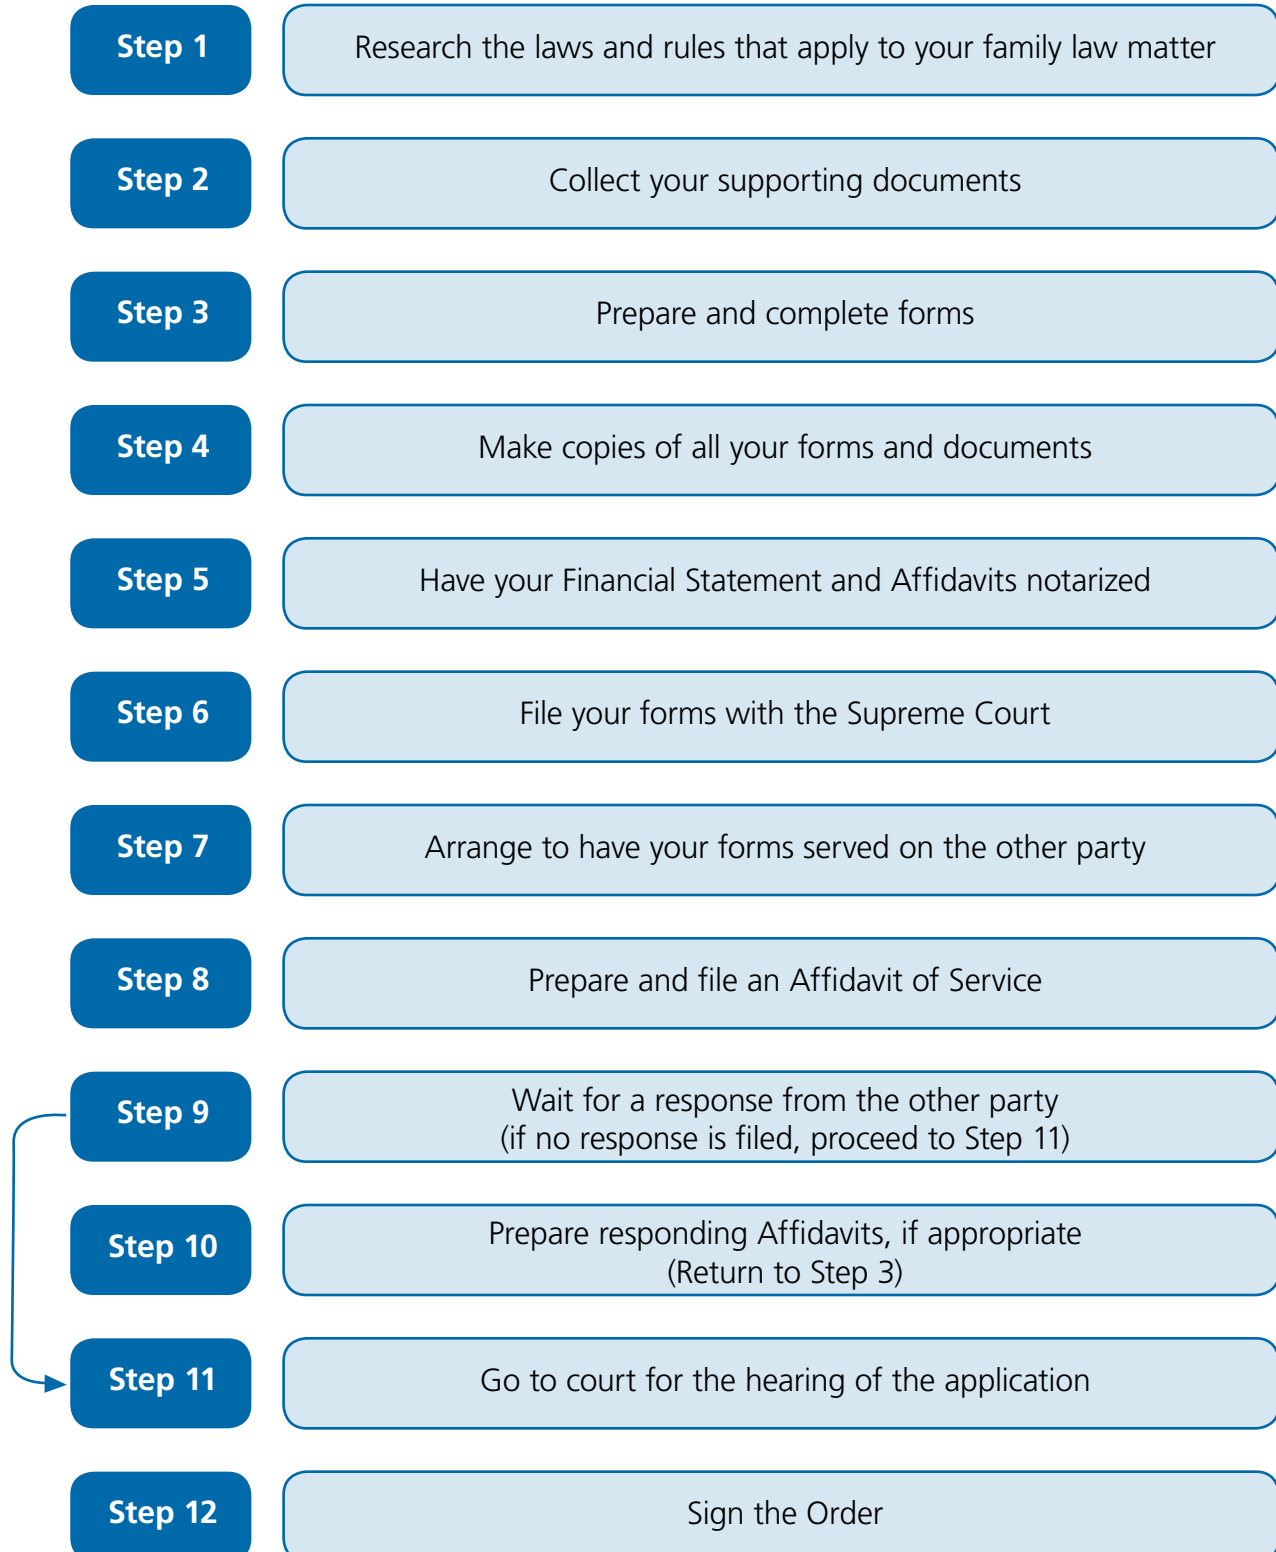 Step 1
Research the laws and rules that apply to your family law matter
Step 2
Collect your supporting documents
Step 3
Prepare and complete forms
Step 4
Make copies of all your forms and documents
Step 5
Have your Financial Statement and Affidavits notarized
Step 6
File your forms with the Supreme Court
Step 7
Arrange to have your forms served on the other party
Step 8
Prepare and file an Affidavit of Service
Step 9
Wait for a response from the other party
(if no response is filed, proceed to Step 11)
Step 10
Prepare responding Affidavits, if appropriate
(Return to Step 3)
Step 11
Go to court for the hearing of the application
Step 12
Sign the Order